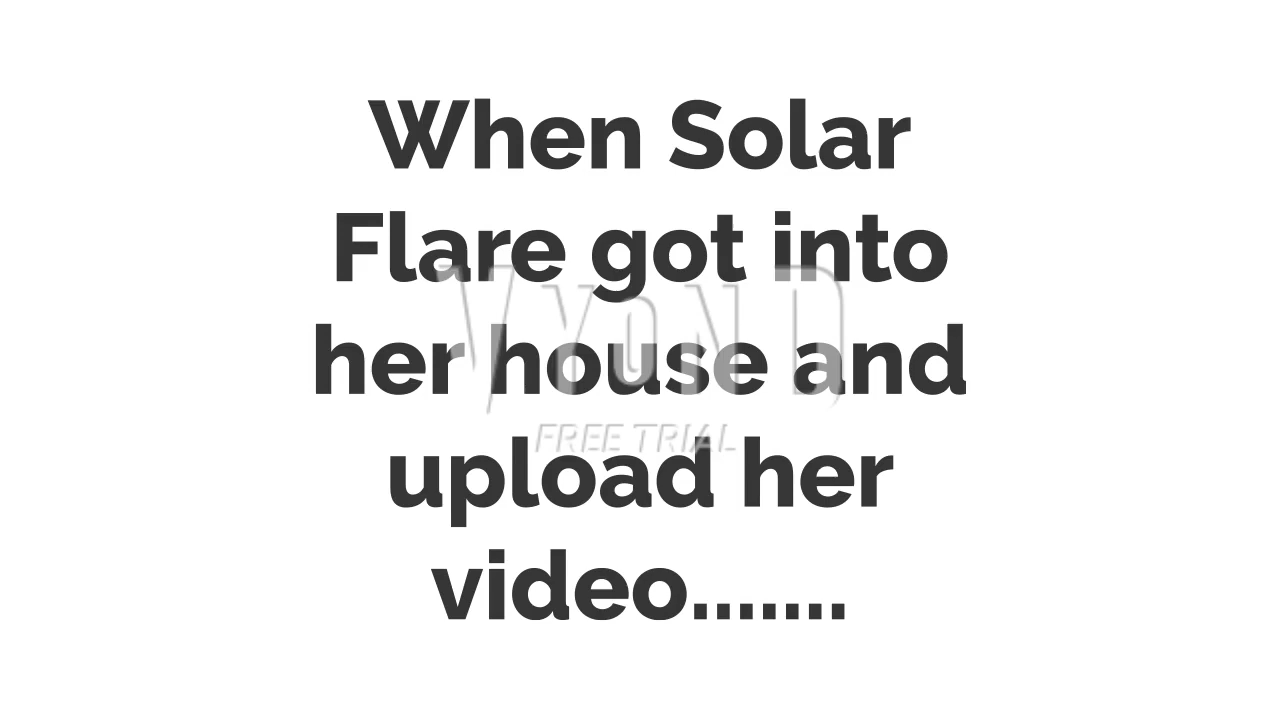 When Solar
Flare got into
her house and
upload her
video.......
VYOND
FREE TRIAL